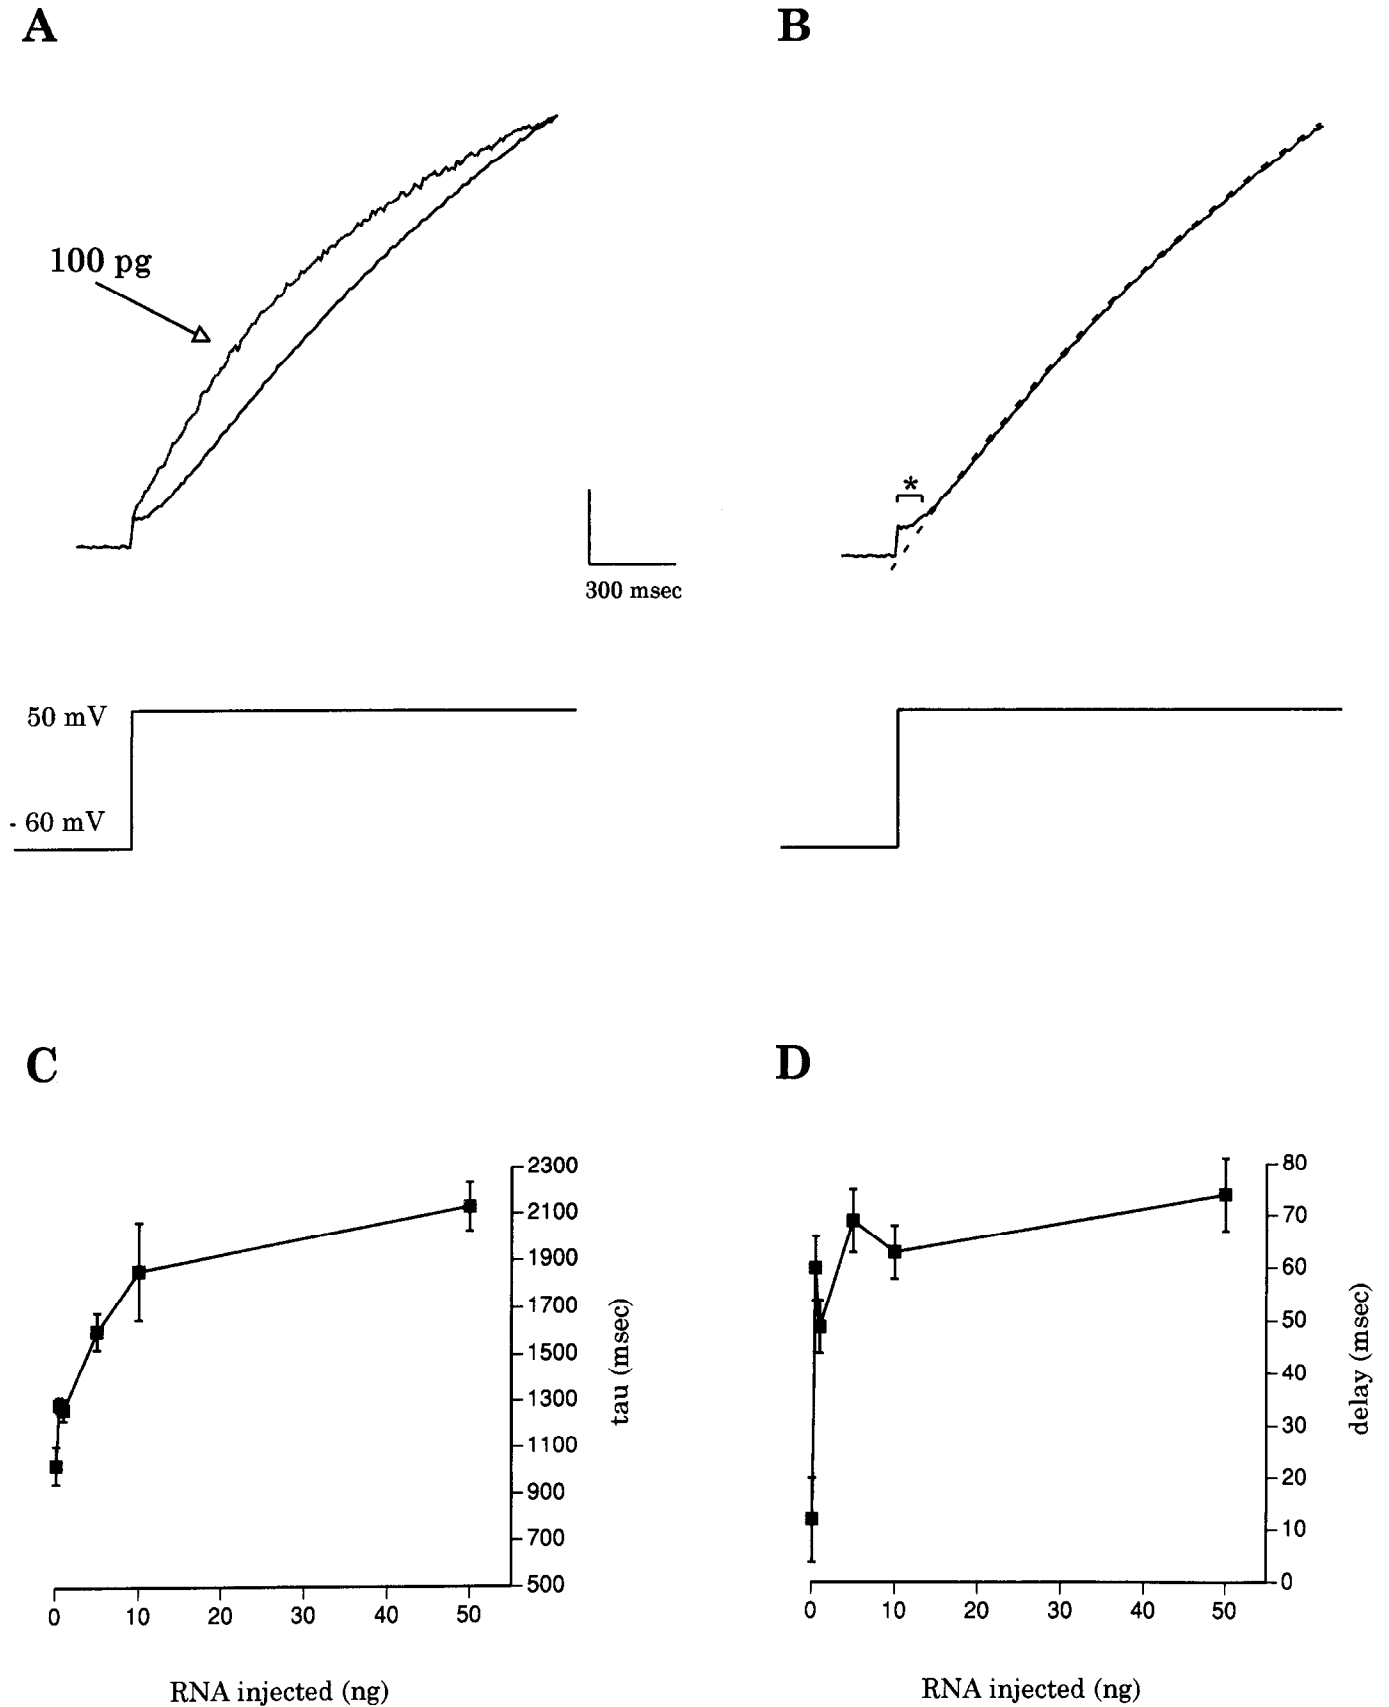 A
B
100 pg
*
300 msec
50 mV
- 60 mV
C
D
2300
2100
1900
1700
1500
1300
1100
900
700
500
tau (msec)
0 10 20 30 40 50
RNA injected (ng)
80
70
60
50
40
30
20
10
0
delay (msec)
0 10 20 30 40 50
RNA injected (ng)